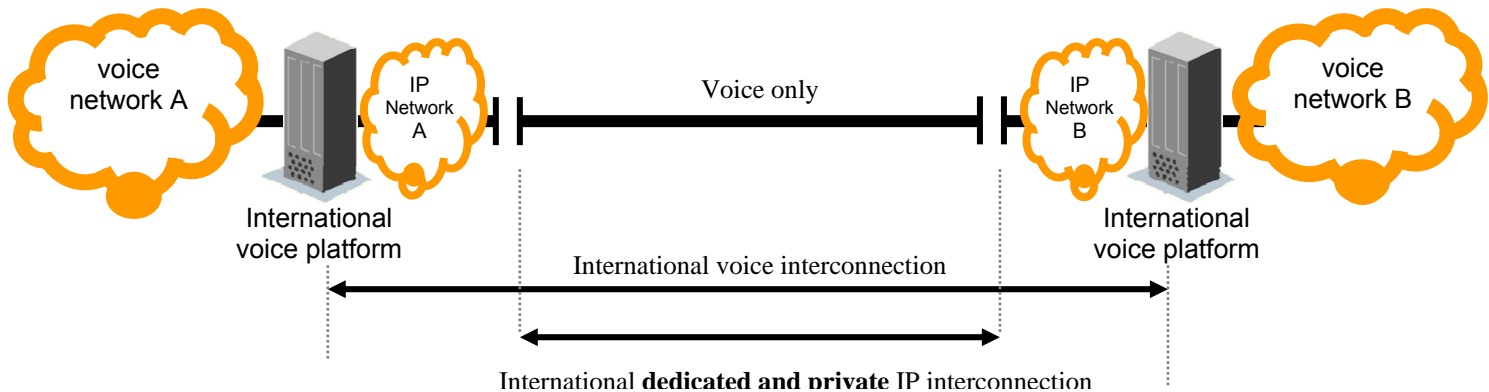 voice
network A
IP
Network
A
Voice only
IP
Network
B
voice
network B
International
voice platform
International
voice platform
International voice interconnection
International dedicated and private IP interconnection